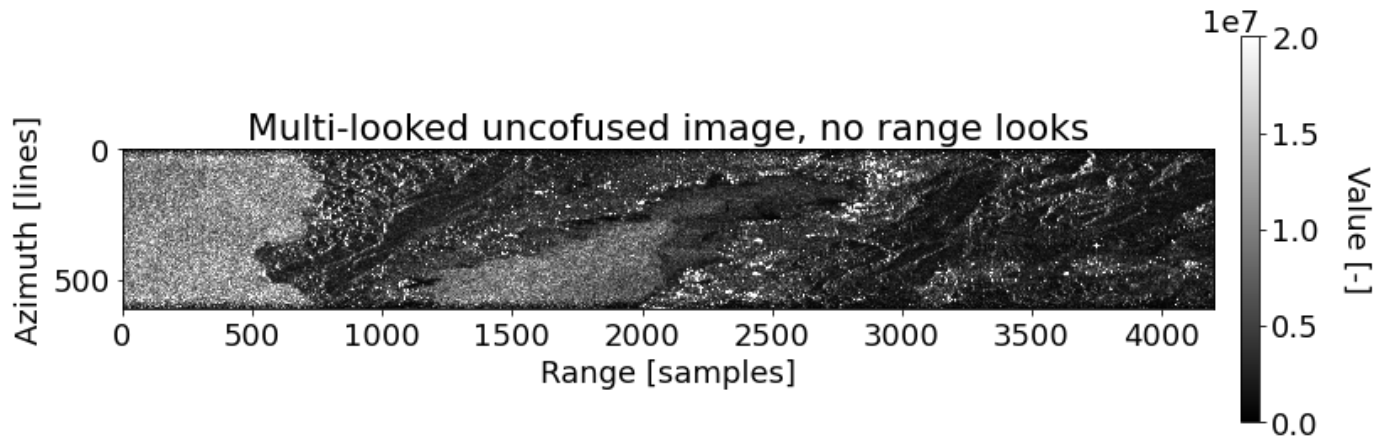 1e7
2.0
Multi-looked uncofused image, no range looks
0
500
Azimuth [lines]
0 500 1000 1500 2000 2500 3000 3500 4000
Range [samples]
1.5
1.0
0.5
0.0
Value [-]